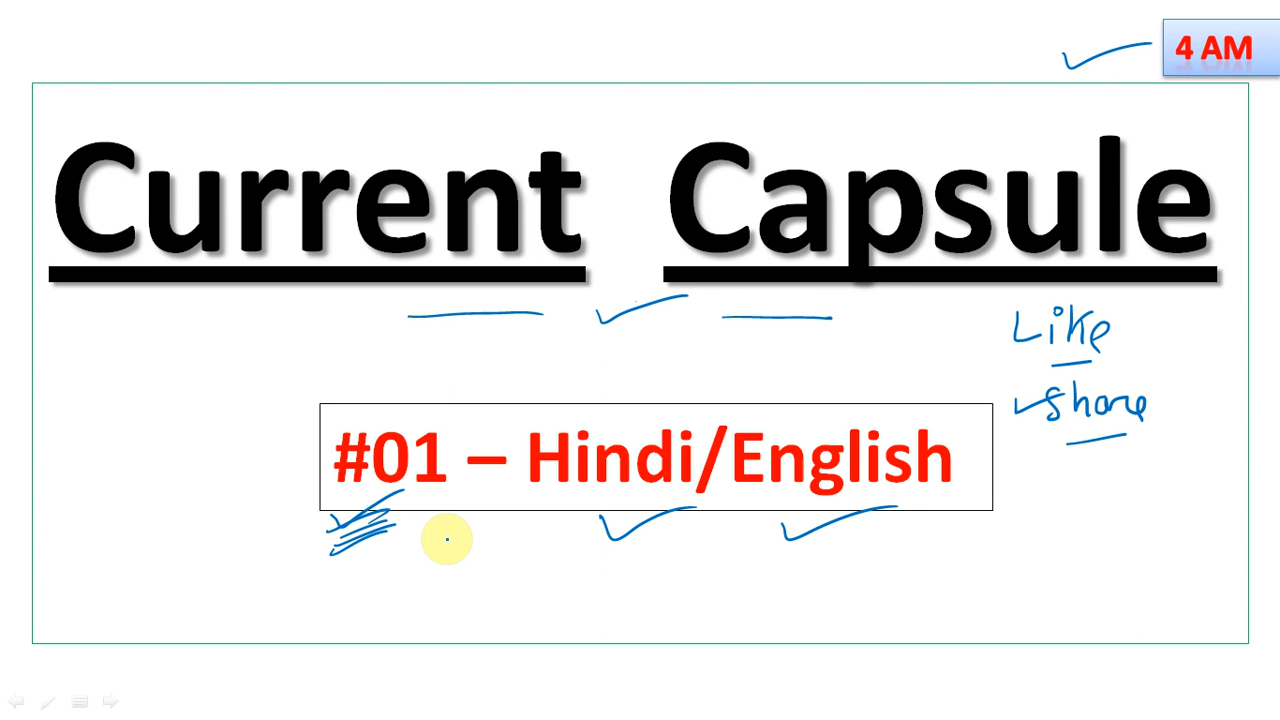 4 AM
Current Capsule
Like
share
#01 – Hindi/English